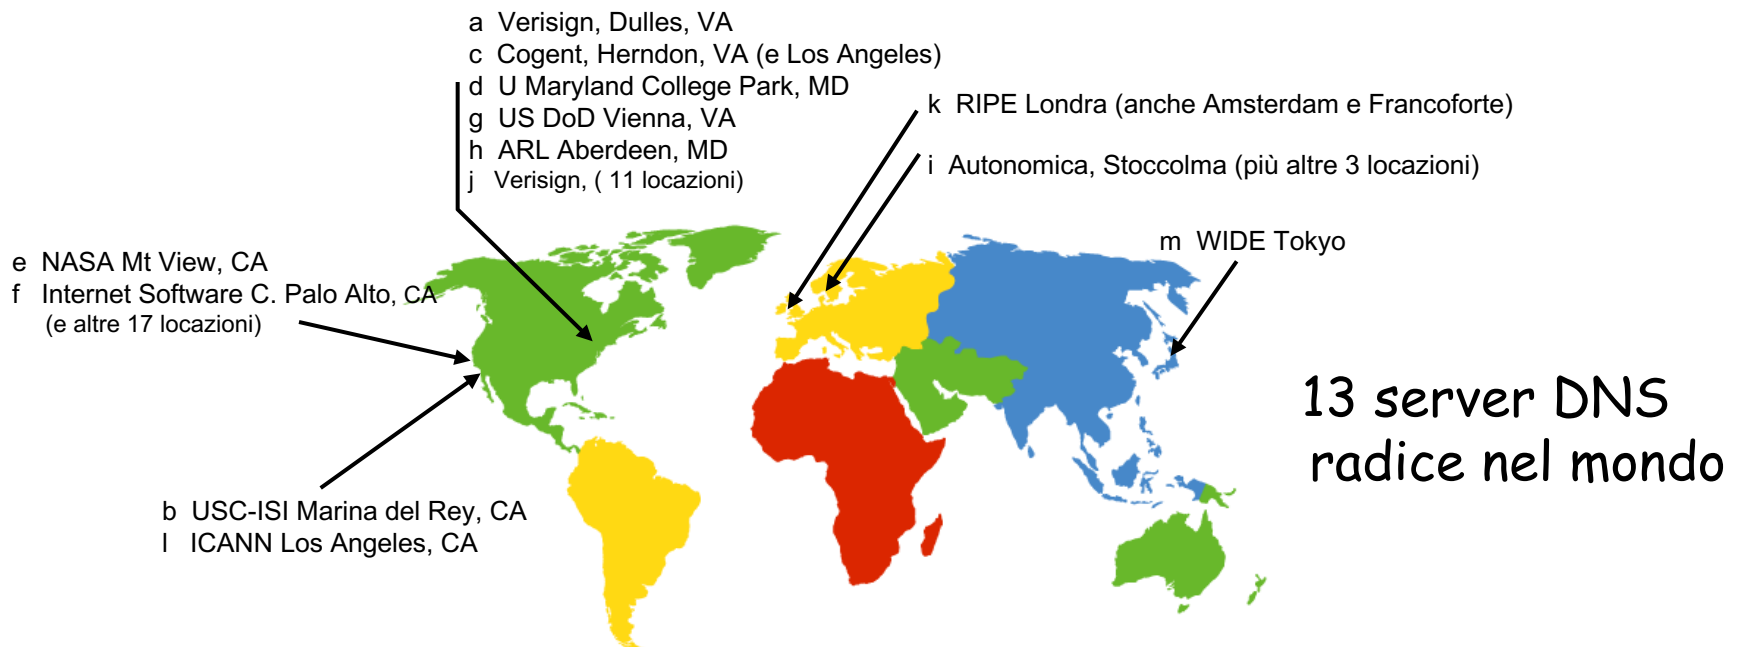 a Verisign, Dulles, VA
c Cogent, Herndon, VA (e Los Angeles)
d U Maryland College Park, MD
g US DoD Vienna, VA
h ARL Aberdeen, MD
j Verisign, ( 11 locazioni)
k RIPE Londra (anche Amsterdam e Francoforte)
i Autonomica, Stoccolma (più altre 3 locazioni)
m WIDE Tokyo
e NASA Mt View, CA
f Internet Software C. Palo Alto, CA
(e altre 17 locazioni)
13 server DNS
radice nel mondo
b USC-ISI Marina del Rey, CA
l ICANN Los Angeles, CA